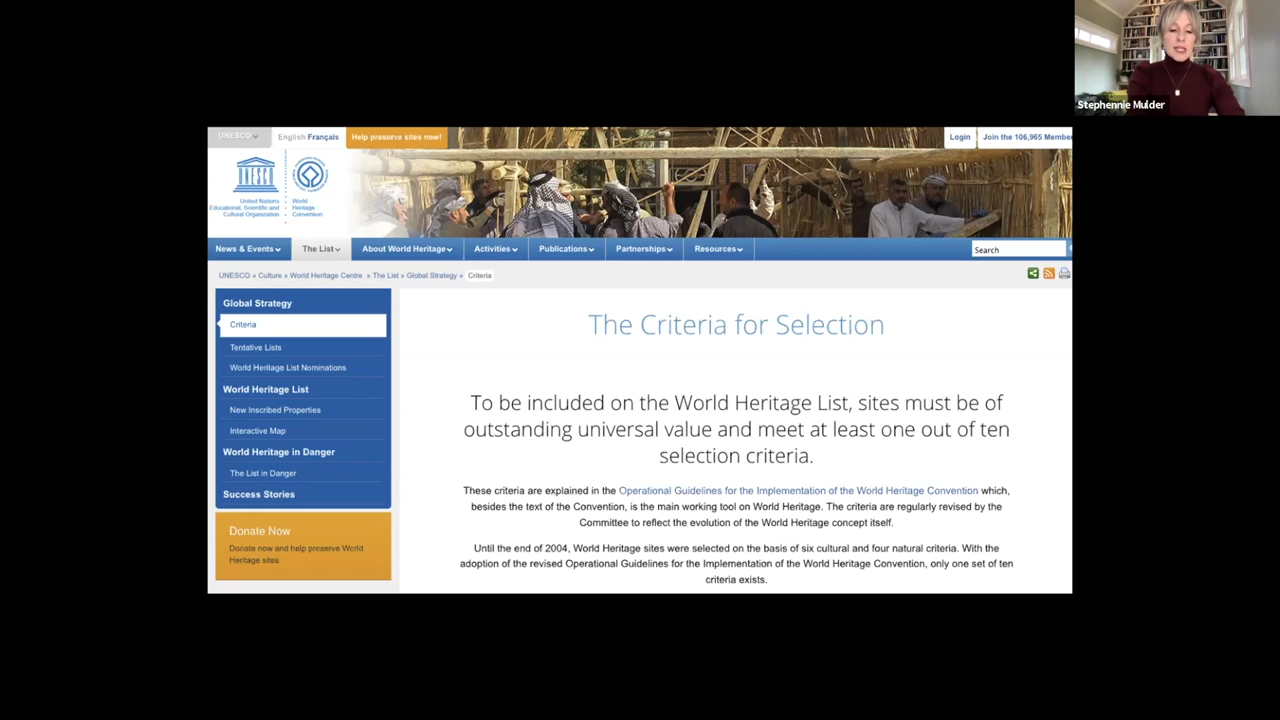 Stephennie Mulder
UNESCO
English Français
Help preserve sites now!
Login
Join the 106,965 Membe
United Nations
Educational, Scientific and
Cultural Organization
World
Heritage
Convention
News & Events
The List
About World Heritage
Activities
Publications
Partnerships
Resources
Search
UNESCO » Culture » World Heritage Centre » The List » Global Strategy » Criteria
Global Strategy
Criteria
Tentative Lists
World Heritage List Nominations
World Heritage List
New Inscribed Properties
Interactive Map
World Heritage in Danger
The List in Danger
Success Stories
Donate Now
Donate now and help preserve World
Heritage sites
The Criteria for Selection
To be included on the World Heritage List, sites must be of
outstanding universal value and meet at least one out of ten
selection criteria.
These criteria are explained in the Operational Guidelines for the Implementation of the World Heritage Convention which,
besides the text of the Convention, is the main working tool on World Heritage. The criteria are regularly revised by the
Committee to reflect the evolution of the World Heritage concept itself.
Until the end of 2004, World Heritage sites were selected on the basis of six cultural and four natural criteria. With the
adoption of the revised Operational Guidelines for the Implementation of the World Heritage Convention, only one set of ten
criteria exists.